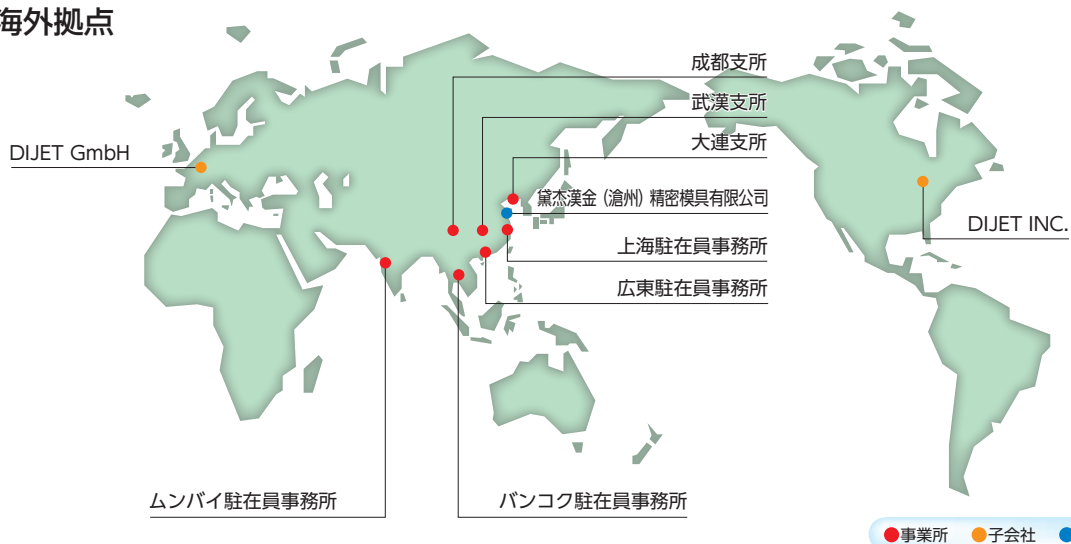 海外拠点
成都支所
武漢支所
大連支所
DIJET GmbH
黛杰漢金（滄州）精密模具有限公司
DIJET INC.
上海駐在員事務所
広東駐在員事務所
ムンバイ駐在員事務所
バンコク駐在員事務所
●事業所 ●子会社 ●